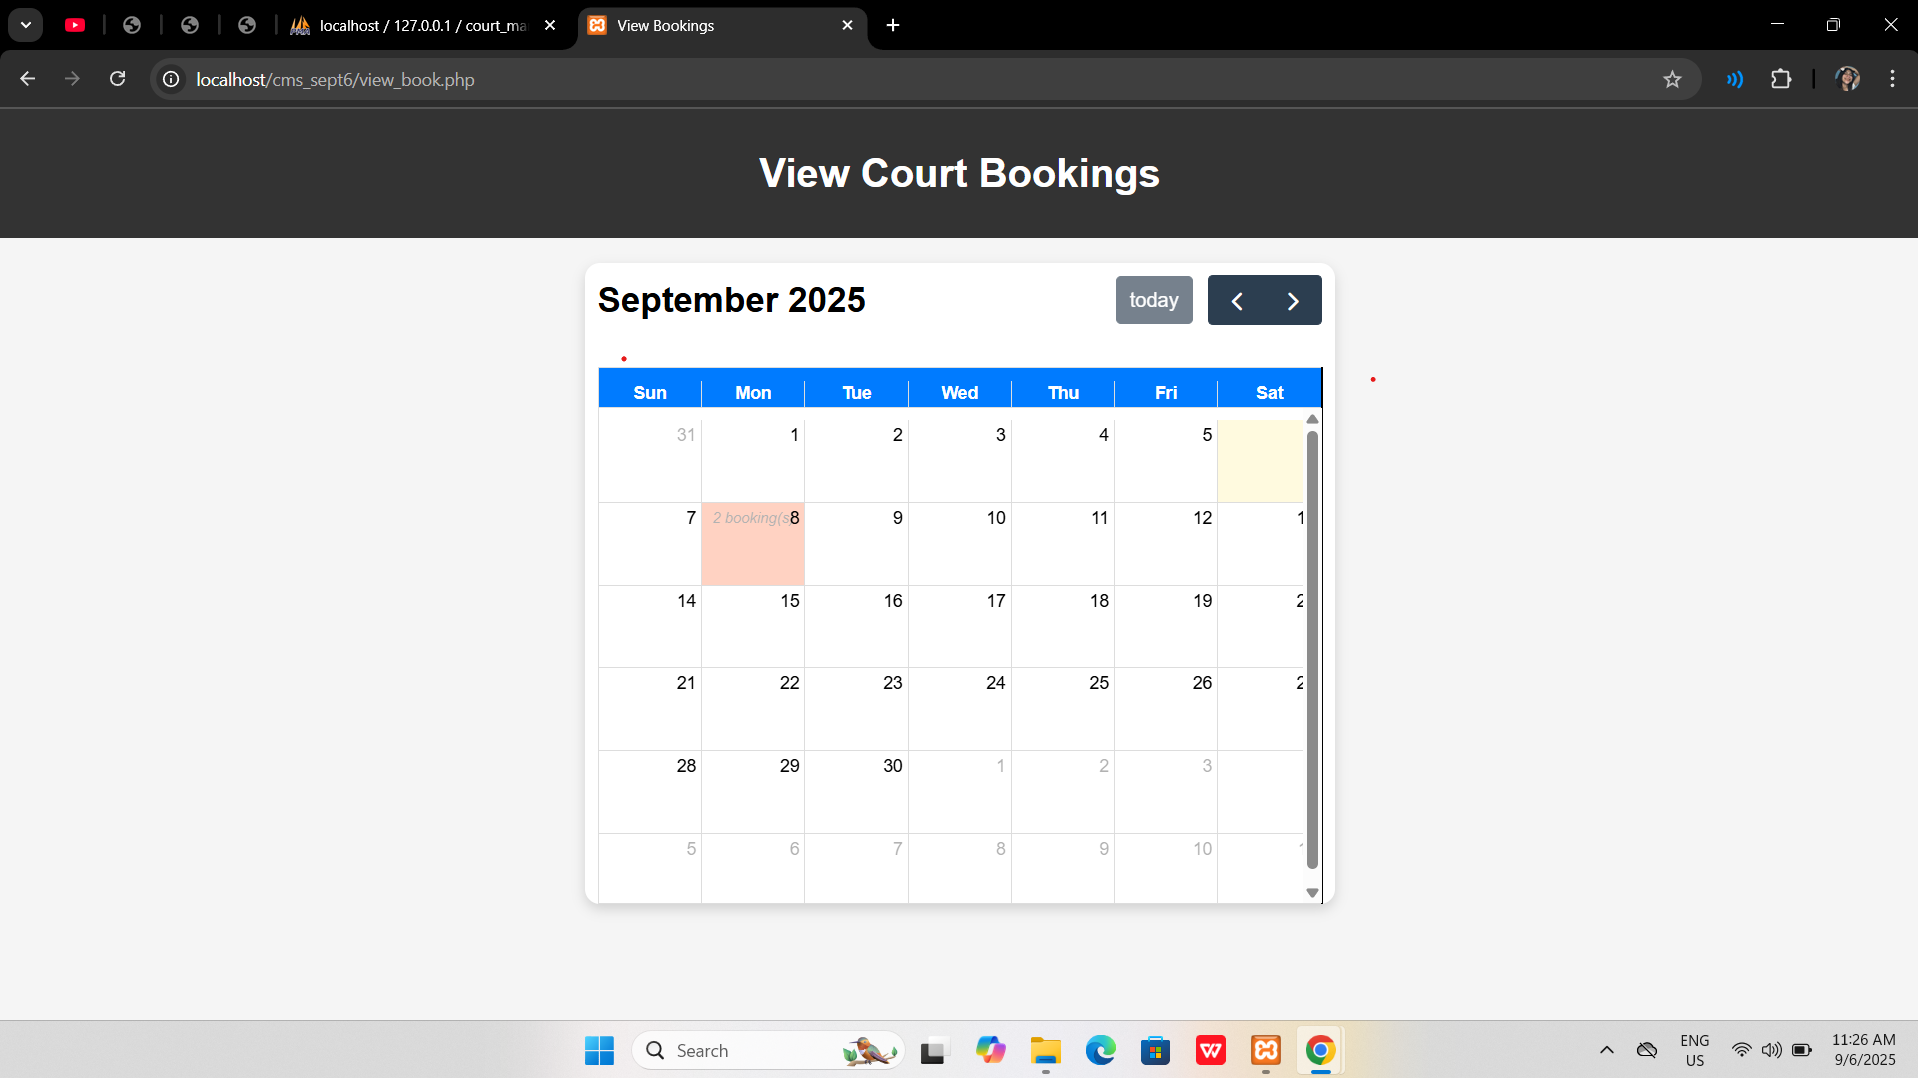 localhost / 127.0.0.1 / court_ma
View Bookings
localhost/cms_sept6/view_book.php
View Court Bookings
September 2025
today
Sun Mon Tue Wed Thu Fri Sat
31 1 2 3 4 5
7 2 booking(s 8 9 10 11 12 1
14 15 16 17 18 19 2
21 22 23 24 25 26 2
28 29 30 1 2 3
5 6 7 8 9 10
Search
ENG
US
11:26 AM
9/6/2025